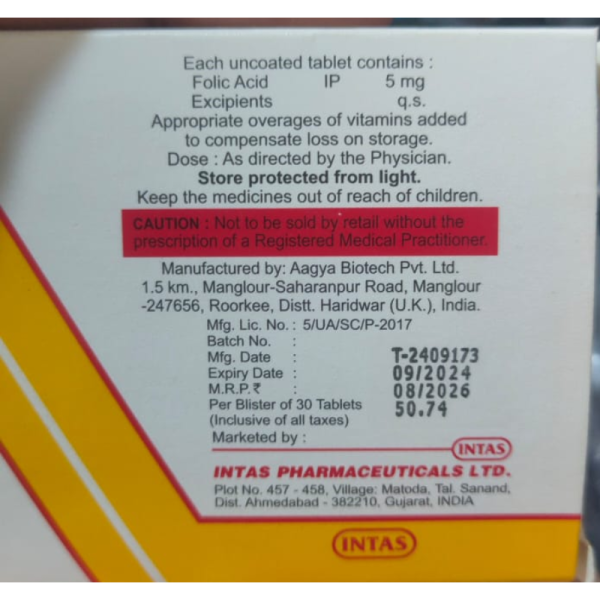 Each uncoated tablet contains :
Folic Acid IP 5 mg
Excipients q.s.
Appropriate overages of vitamins added
to compensate loss on storage.
Dose : As directed by the Physician.
Store protected from light.
Keep the medicines out of reach of children.
CAUTION : Not to be sold by retail without the
prescription of a Registered Medical Practitioner.
Manufactured by: Aagya Biotech Pvt. Ltd.
1.5 km., Manglour-Saharanpur Road, Manglour
-247656, Roorkee, Distt. Haridwar (U.K.), India.
Mfg. Lic. No. : 5/UA/SC/P-2017
Batch No. :
Mfg. Date : T-2409173
Expiry Date : 09/2024
M.R.P.₹ : 08/2026
Per Blister of 30 Tablets 50.74
(Inclusive of all taxes)
Marketed by :
INTAS
INTAS PHARMACEUTICALS LTD.
Plot No. 457 - 458, Village: Matoda, Tal. Sanand,
Dist. Ahmedabad - 382210, Gujarat, INDIA
INTAS